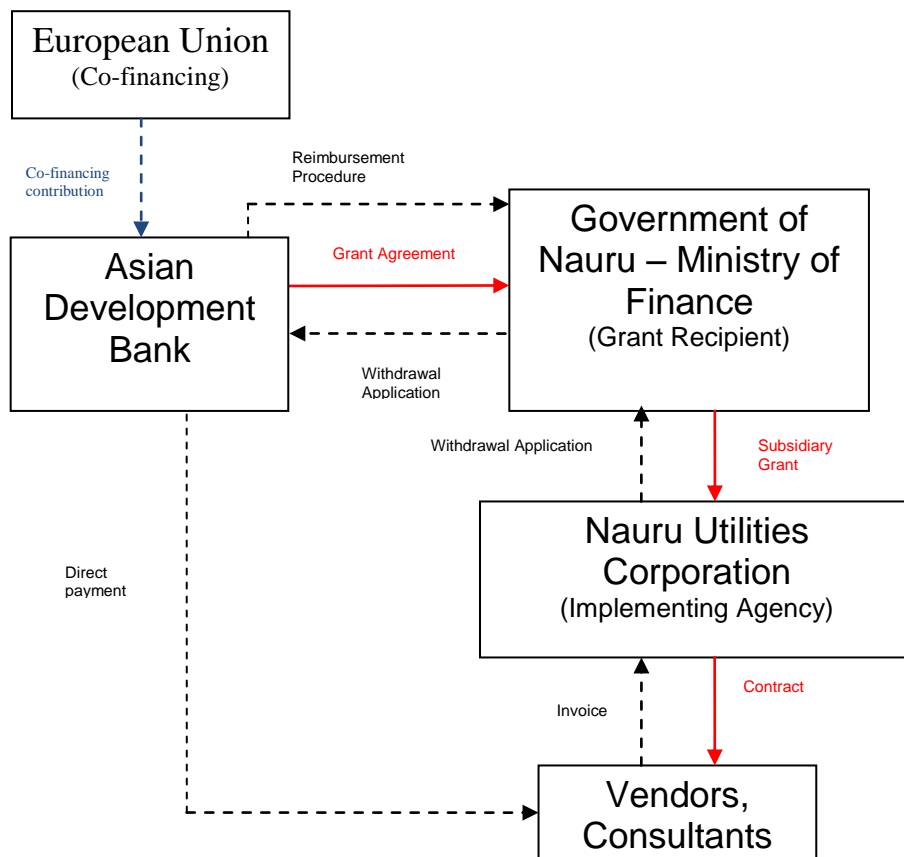 European Union
(Co-financing)
Co-financing
contribution
Reimbursement
Procedure
Asian
Development
Bank
Grant Agreement
Government of
Nauru – Ministry of
Finance
(Grant Recipient)
Withdrawal
Application
Withdrawal Application
Subsidiary
Grant
Nauru Utilities
Corporation
(Implementing Agency)
Direct
payment
Invoice
Contract
Vendors,
Consultants